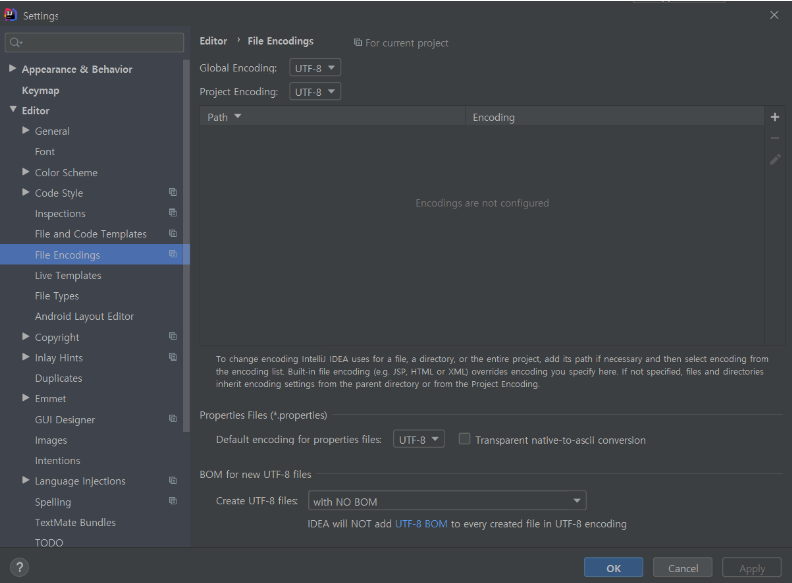 Settings
Editor › File Encodings For current project
Appearance & Behavior
Keymap
Editor
General
Font
Color Scheme
Code Style
Inspections
File and Code Templates
File Encodings
Live Templates
File Types
Android Layout Editor
Copyright
Inlay Hints
Duplicates
Emmet
GUI Designer
Images
Intentions
Language Injections
Spelling
TextMate Bundles
TODO
Global Encoding: UTF-8
Project Encoding: UTF-8
Path Encoding
Encodings are not configured
To change encoding IntelliJ IDEA uses for a file, a directory, or the entire project, add its path if necessary and then select encoding from
the encoding list. Built-in file encoding (e.g. JSP, HTML or XML) overrides encoding you specify here. If not specified, files and directories
inherit encoding settings from the parent directory or from the Project Encoding.
Properties Files (*.properties)
Default encoding for properties files: UTF-8 Transparent native-to-ascii conversion
BOM for new UTF-8 files
Create UTF-8 files: with NO BOM
IDEA will NOT add UTF-8 BOM to every created file in UTF-8 encoding
? OK Cancel Apply